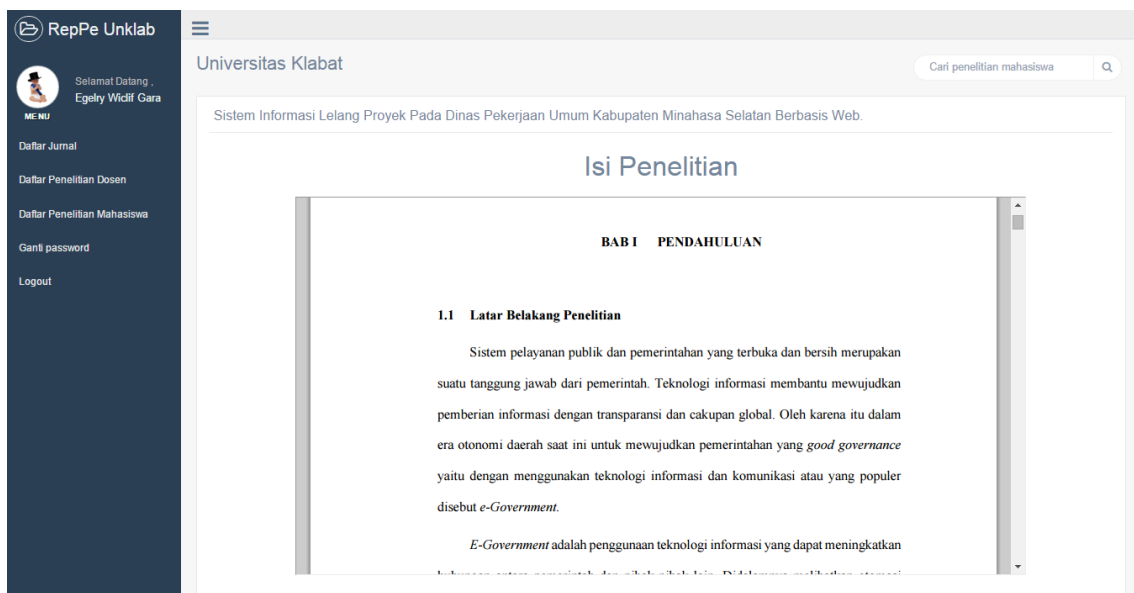 RepPe Unklab
Selamat Datang ,
Egelry Widif Gara
MENU
Daftar Jurnal
Daftar Penelitian Dosen
Daftar Penelitian Mahasiswa
Ganti password
Logout
Universitas Klabat
Cari penelitian mahasiswa
Sistem Informasi Lelang Proyek Pada Dinas Pekerjaan Umum Kabupaten Minahasa Selatan Berbasis Web.
Isi Penelitian
BAB I PENDAHULUAN
1.1 Latar Belakang Penelitian
Sistem pelayanan publik dan pemerintahan yang terbuka dan bersih merupakan
suatu tanggung jawab dari pemerintah. Teknologi informasi membantu mewujudkan
pemberian informasi dengan transparansi dan cakupan global. Oleh karena itu dalam
era otonomi daerah saat ini untuk mewujudkan pemerintahan yang good governance
yaitu dengan menggunakan teknologi informasi dan komunikasi atau yang populer
disebut e-Government.
E-Government adalah penggunaan teknologi informasi yang dapat meningkatkan